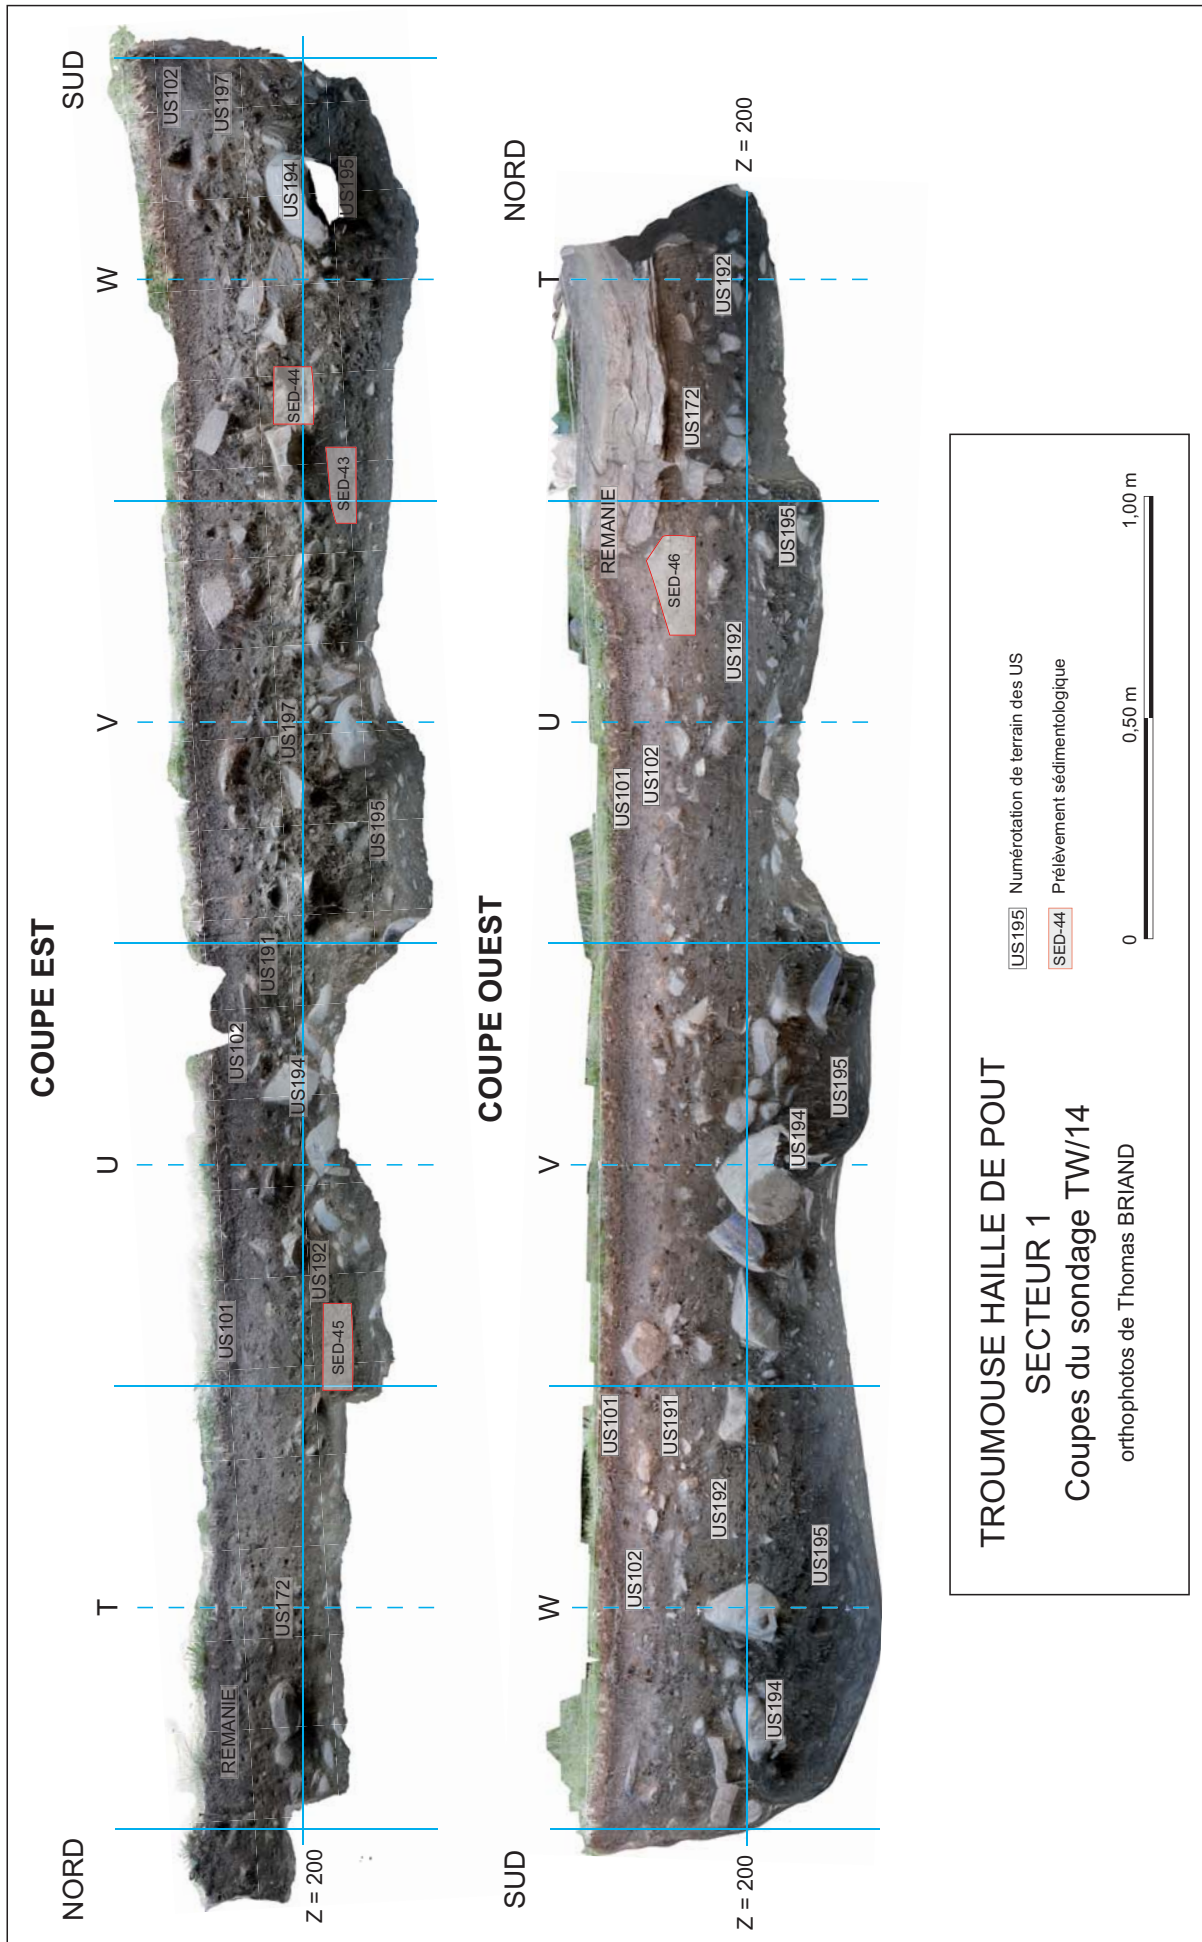 COUPE EST
NORD
T
U
V
W
SUD
REMANIE
US172
US101
SED-45
US192
US194
US102
US191
US195
US197
SED-43
SED-44
US194
US195
US197
US102
Z = 200
COUPE OUEST
SUD
W
V
U
T
NORD
US194
US102
US195
US192
US191
US101
US194
US195
US101
US102
US192
SED-46
REMANIE
US195
US172
US192
Z = 200
Z = 200
TROUMOUSE HAILLE DE POUT
SECTEUR 1
Coupes du sondage TW/14
orthophotos de Thomas BRIAND
US195 Numérotation de terrain des US
SED-44 Prélèvement sédimentologique
0 0,50 m 1,00 m